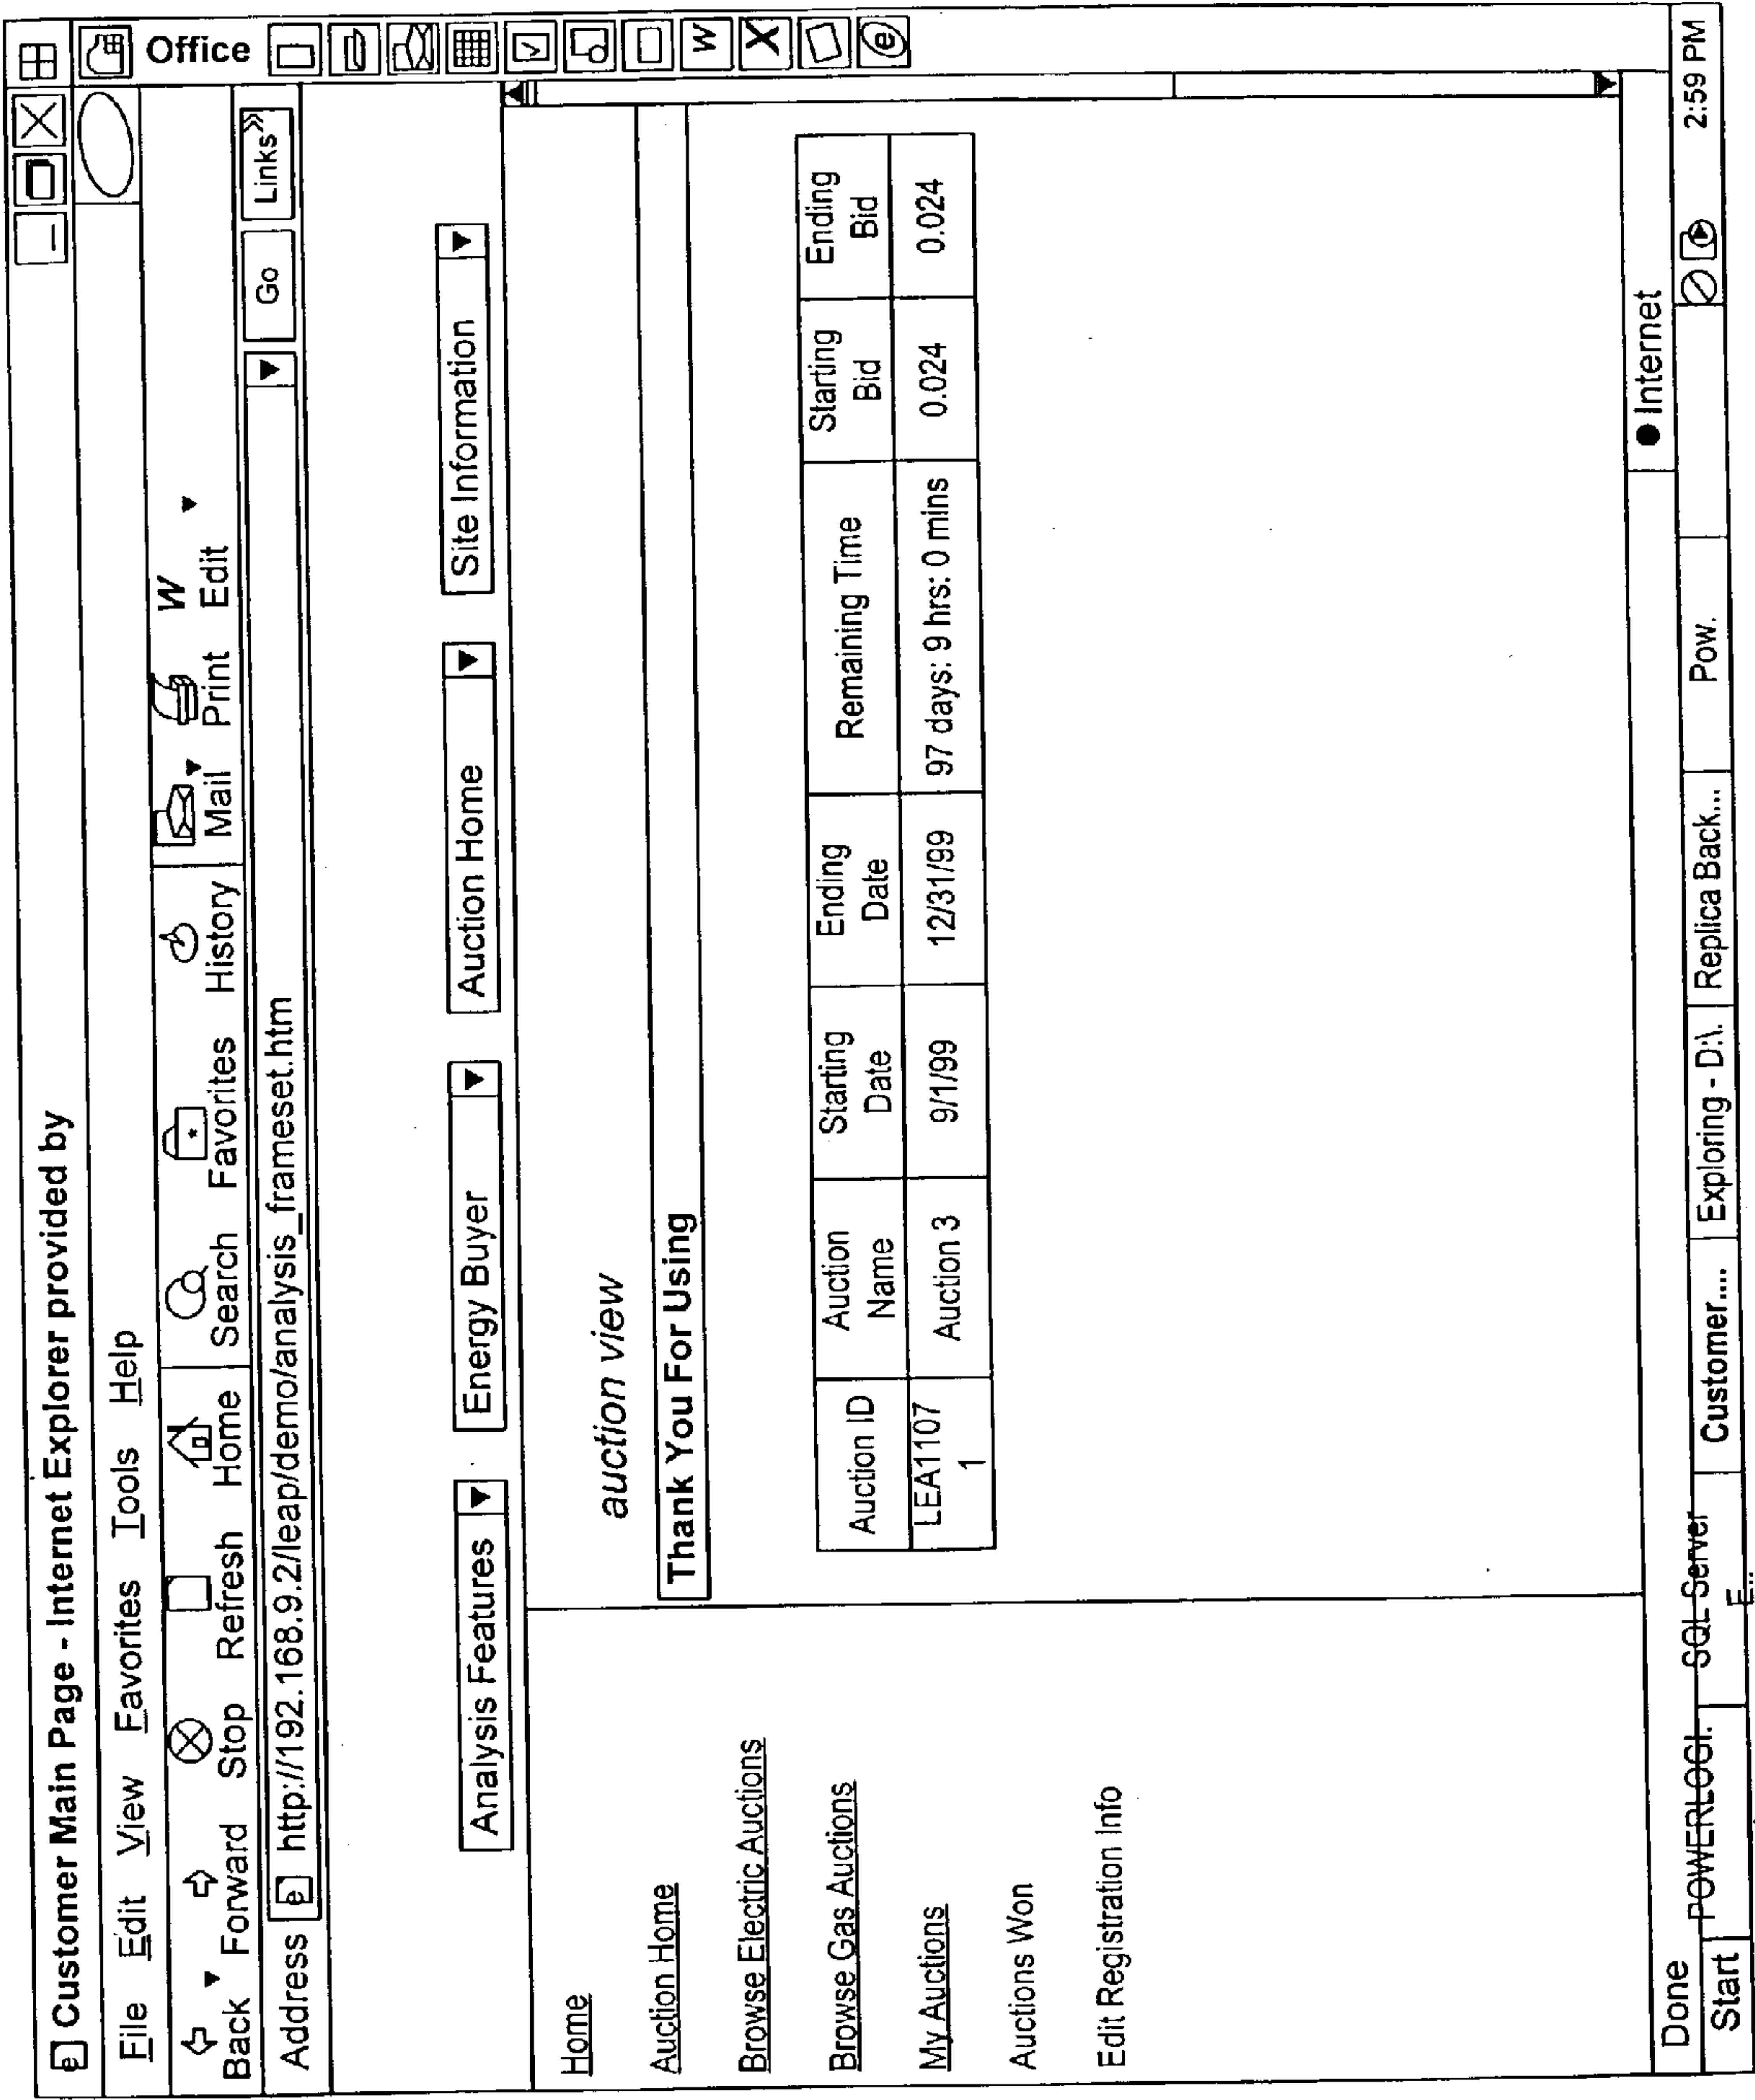 Customer Main Page - Internet Explorer provided by
File Edit View Favorites Tools Help
Back Forward Stop Refresh Home Search Favorites History Mail Print Edit
W
Address http://192.168.9.2/leap/demo/analysis_frameset.htm Go Links »
Office
W
X
e
Analysis Features Energy Buyer Auction Home Site Information
Home
Auction Home
Browse Electric Auctions
Browse Gas Auctions
My Auctions
Auctions Won
Edit Registration Info
auction view
Thank You For Using
Auction ID Auction Name Starting Date Ending Date Remaining Time Starting Bid Ending Bid
LEA11071 Auction 3 9/1/99 12/31/99 97 days: 9 hrs: 0 mins 0.024 0.024
Done Internet
Start POWERLOGI. SQL Server E... Customer.... Exploring - D:\. Replica Back... Pow. 2:59 PM